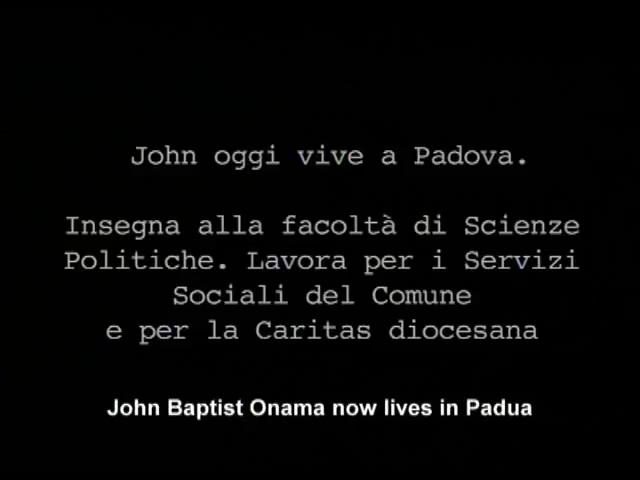 John oggi vive a Padova.
Insegna alla facoltà di Scienze
Politiche. Lavora per i Servizi
Sociali del Comune
e per la Caritas diocesana
John Baptist Onama now lives in Padua